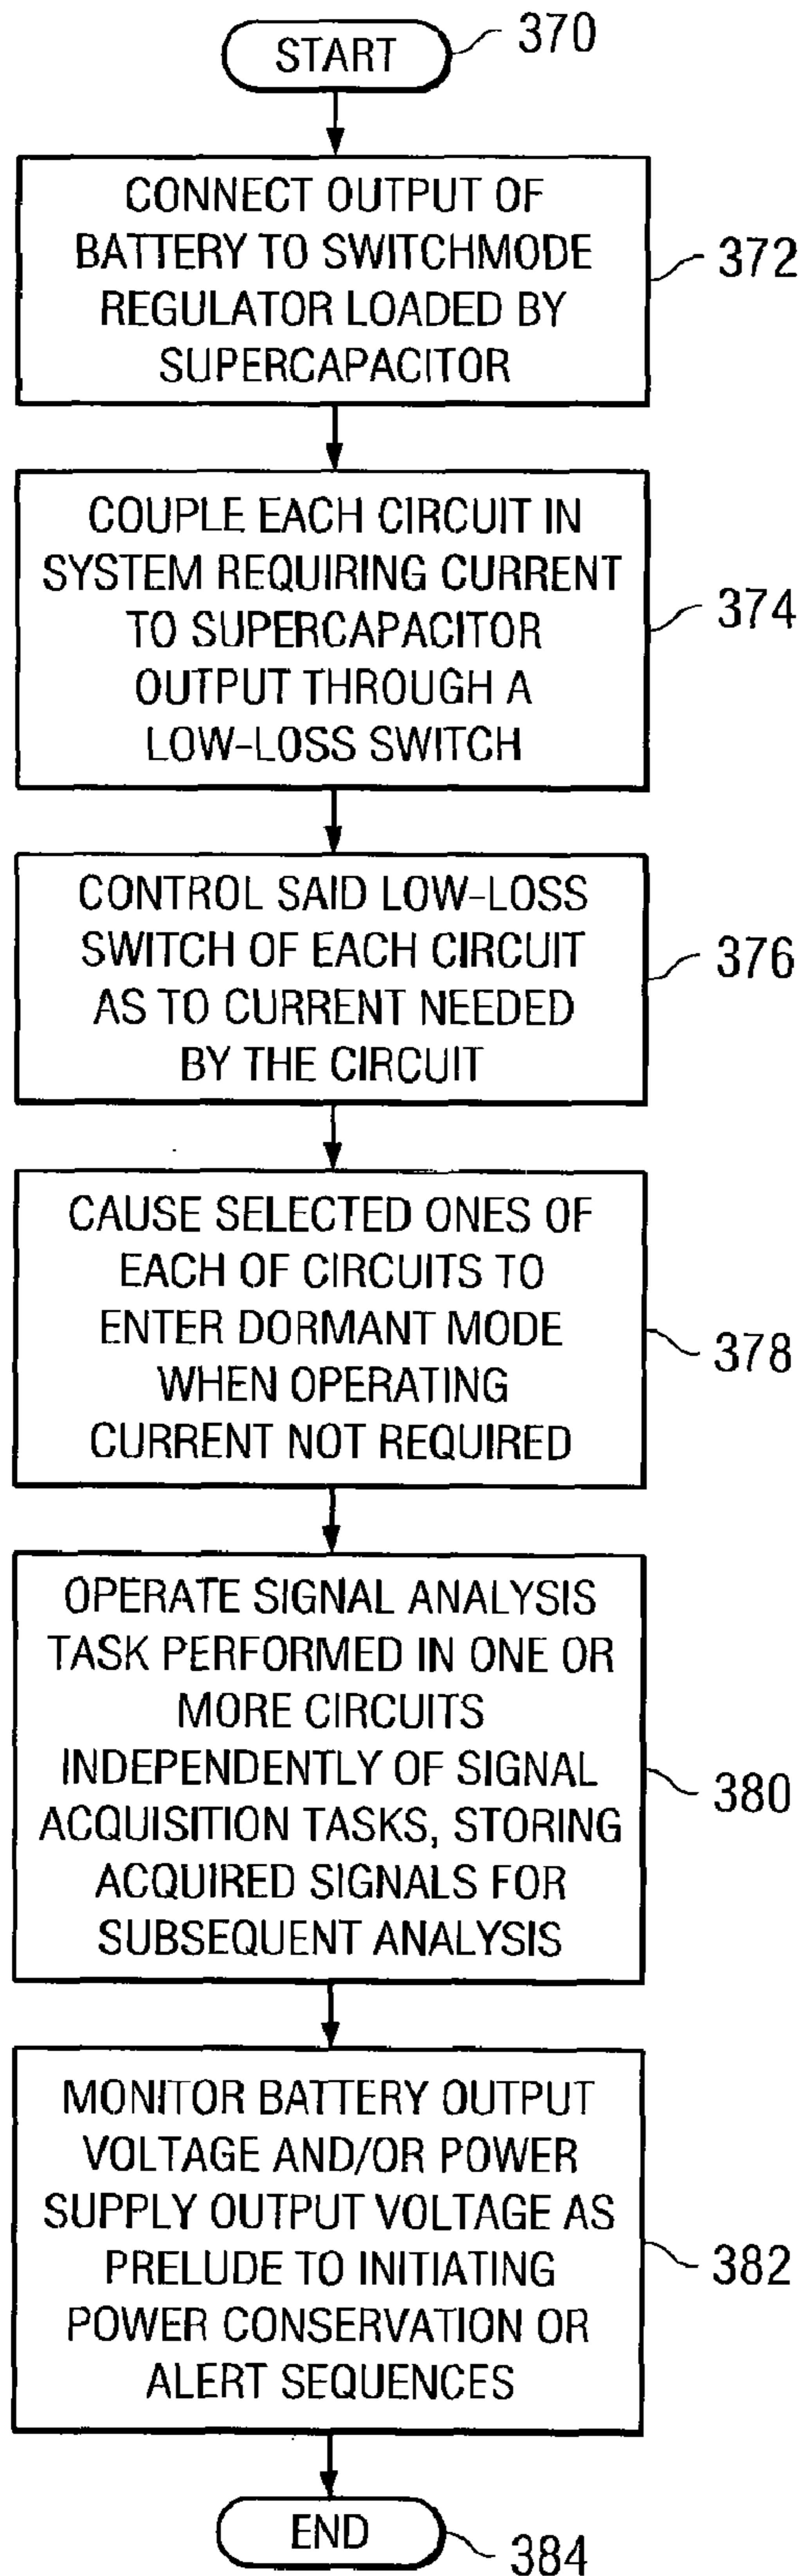 START
370
CONNECT OUTPUT OF
BATTERY TO SWITCHMODE
REGULATOR LOADED BY
SUPERCAPACITOR
372
COUPLE EACH CIRCUIT IN
SYSTEM REQUIRING CURRENT
TO SUPERCAPACITOR
OUTPUT THROUGH A
LOW-LOSS SWITCH
374
CONTROL SAID LOW-LOSS
SWITCH OF EACH CIRCUIT
AS TO CURRENT NEEDED
BY THE CIRCUIT
376
CAUSE SELECTED ONES OF
EACH OF CIRCUITS TO
ENTER DORMANT MODE
WHEN OPERATING
CURRENT NOT REQUIRED
378
OPERATE SIGNAL ANALYSIS
TASK PERFORMED IN ONE OR
MORE CIRCUITS
INDEPENDENTLY OF SIGNAL
ACQUISITION TASKS, STORING
ACQUIRED SIGNALS FOR
SUBSEQUENT ANALYSIS
380
MONITOR BATTERY OUTPUT
VOLTAGE AND/OR POWER
SUPPLY OUTPUT VOLTAGE AS
PRELUDE TO INITIATING
POWER CONSERVATION OR
ALERT SEQUENCES
382
END
384